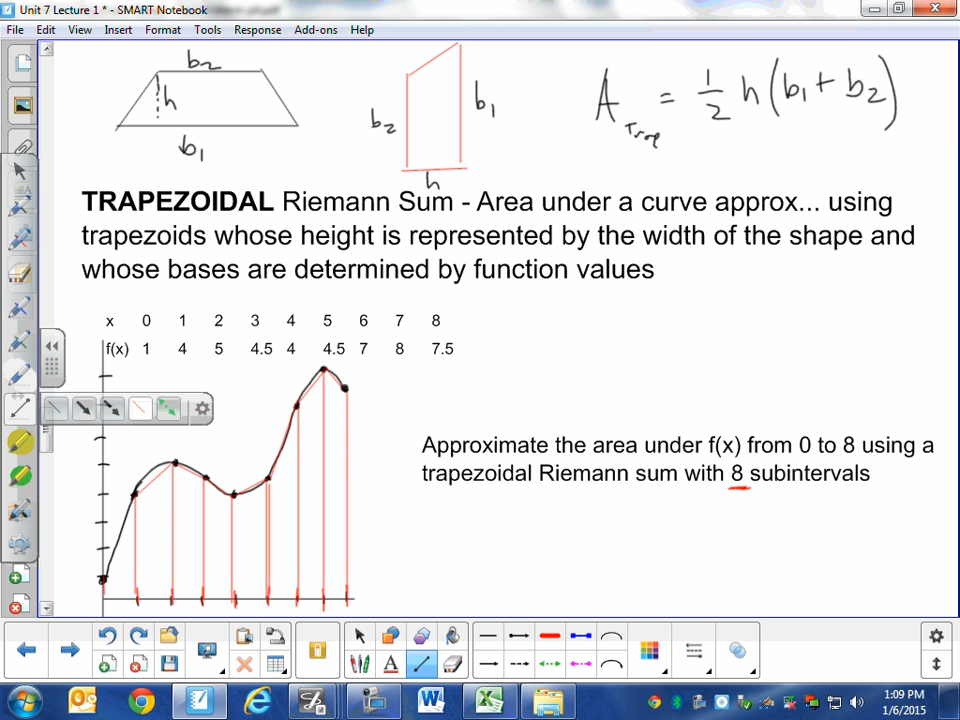 Unit 7 Lecture 1 * - SMART Notebook
File Edit View Insert Format Tools Response Add-ons Help
b2
h
b1
b2
b1
h
A Trap = 1/2 h (b1 + b2)
TRAPEZOIDAL Riemann Sum - Area under a curve approx... using
trapezoids whose height is represented by the width of the shape and
whose bases are determined by function values
x 0 1 2 3 4 5 6 7 8
f(x) 1 4 5 4.5 4 4.5 7 8 7.5
Approximate the area under f(x) from 0 to 8 using a
trapezoidal Riemann sum with 8 subintervals
1:09 PM
1/6/2015